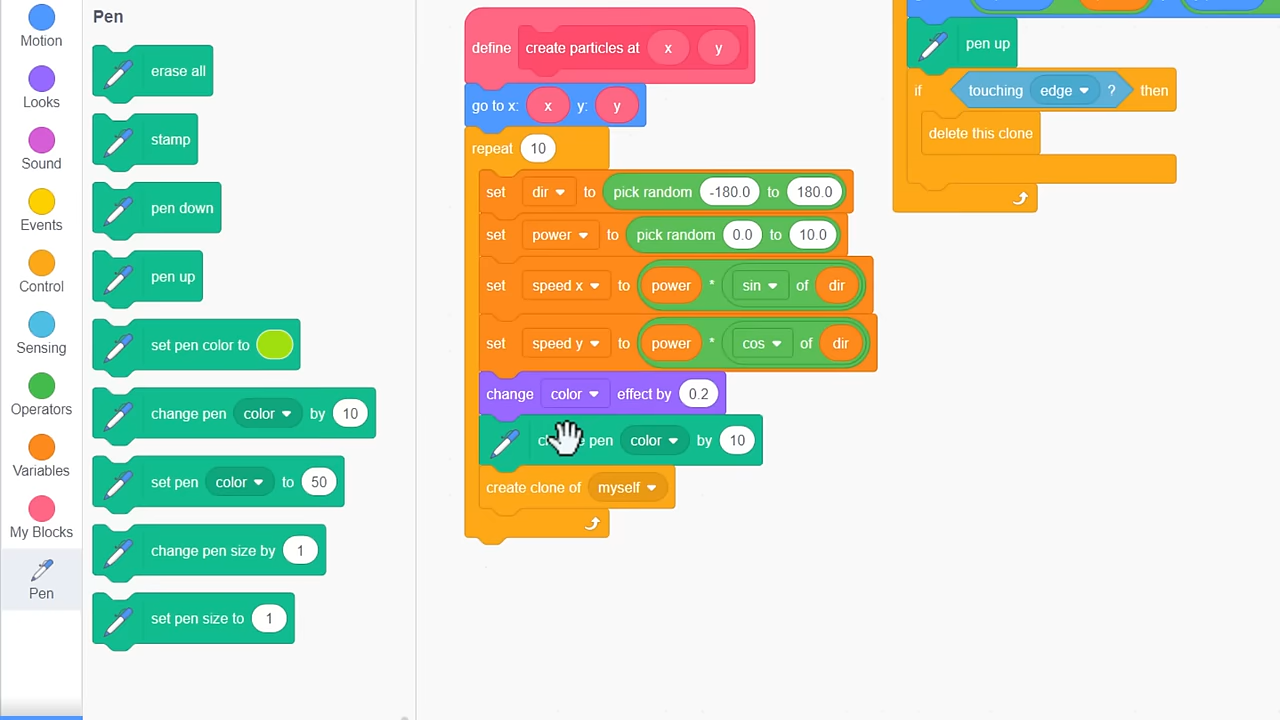 Motion
Looks
Sound
Events
Control
Sensing
Operators
Variables
My Blocks
Pen
Pen
erase all
stamp
pen down
pen up
set pen color to
change pen color by 10
set pen color to 50
change pen size by 1
set pen size to 1
define create particles at x y
go to x: x y: y
repeat 10
set dir to pick random -180.0 to 180.0
set power to pick random 0.0 to 10.0
set speed x to power * sin of dir
set speed y to power * cos of dir
change color effect by 0.2
pen color by 10
create clone of myself
pen up
if touching edge ? then
delete this clone